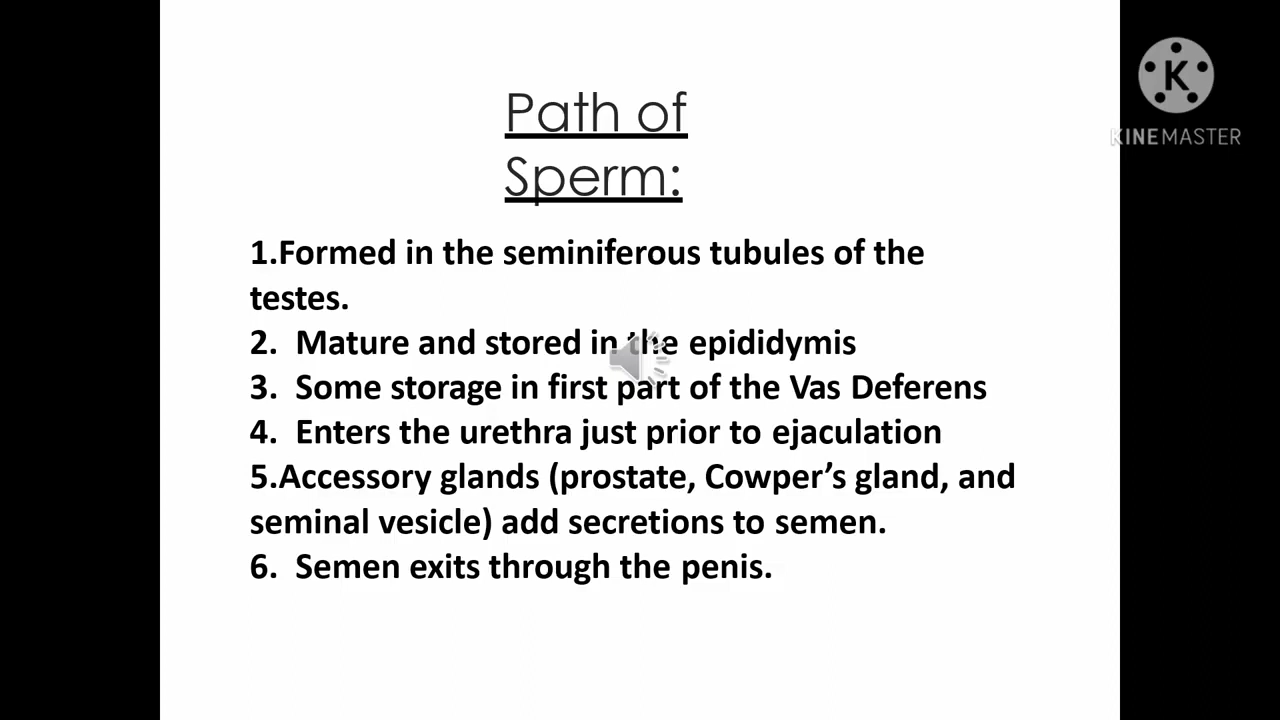 Path of
Sperm:
KINEMASTER
1.Formed in the seminiferous tubules of the
testes.
2. Mature and stored in the epididymis
3. Some storage in first part of the Vas Deferens
4. Enters the urethra just prior to ejaculation
5.Accessory glands (prostate, Cowper’s gland, and
seminal vesicle) add secretions to semen.
6. Semen exits through the penis.